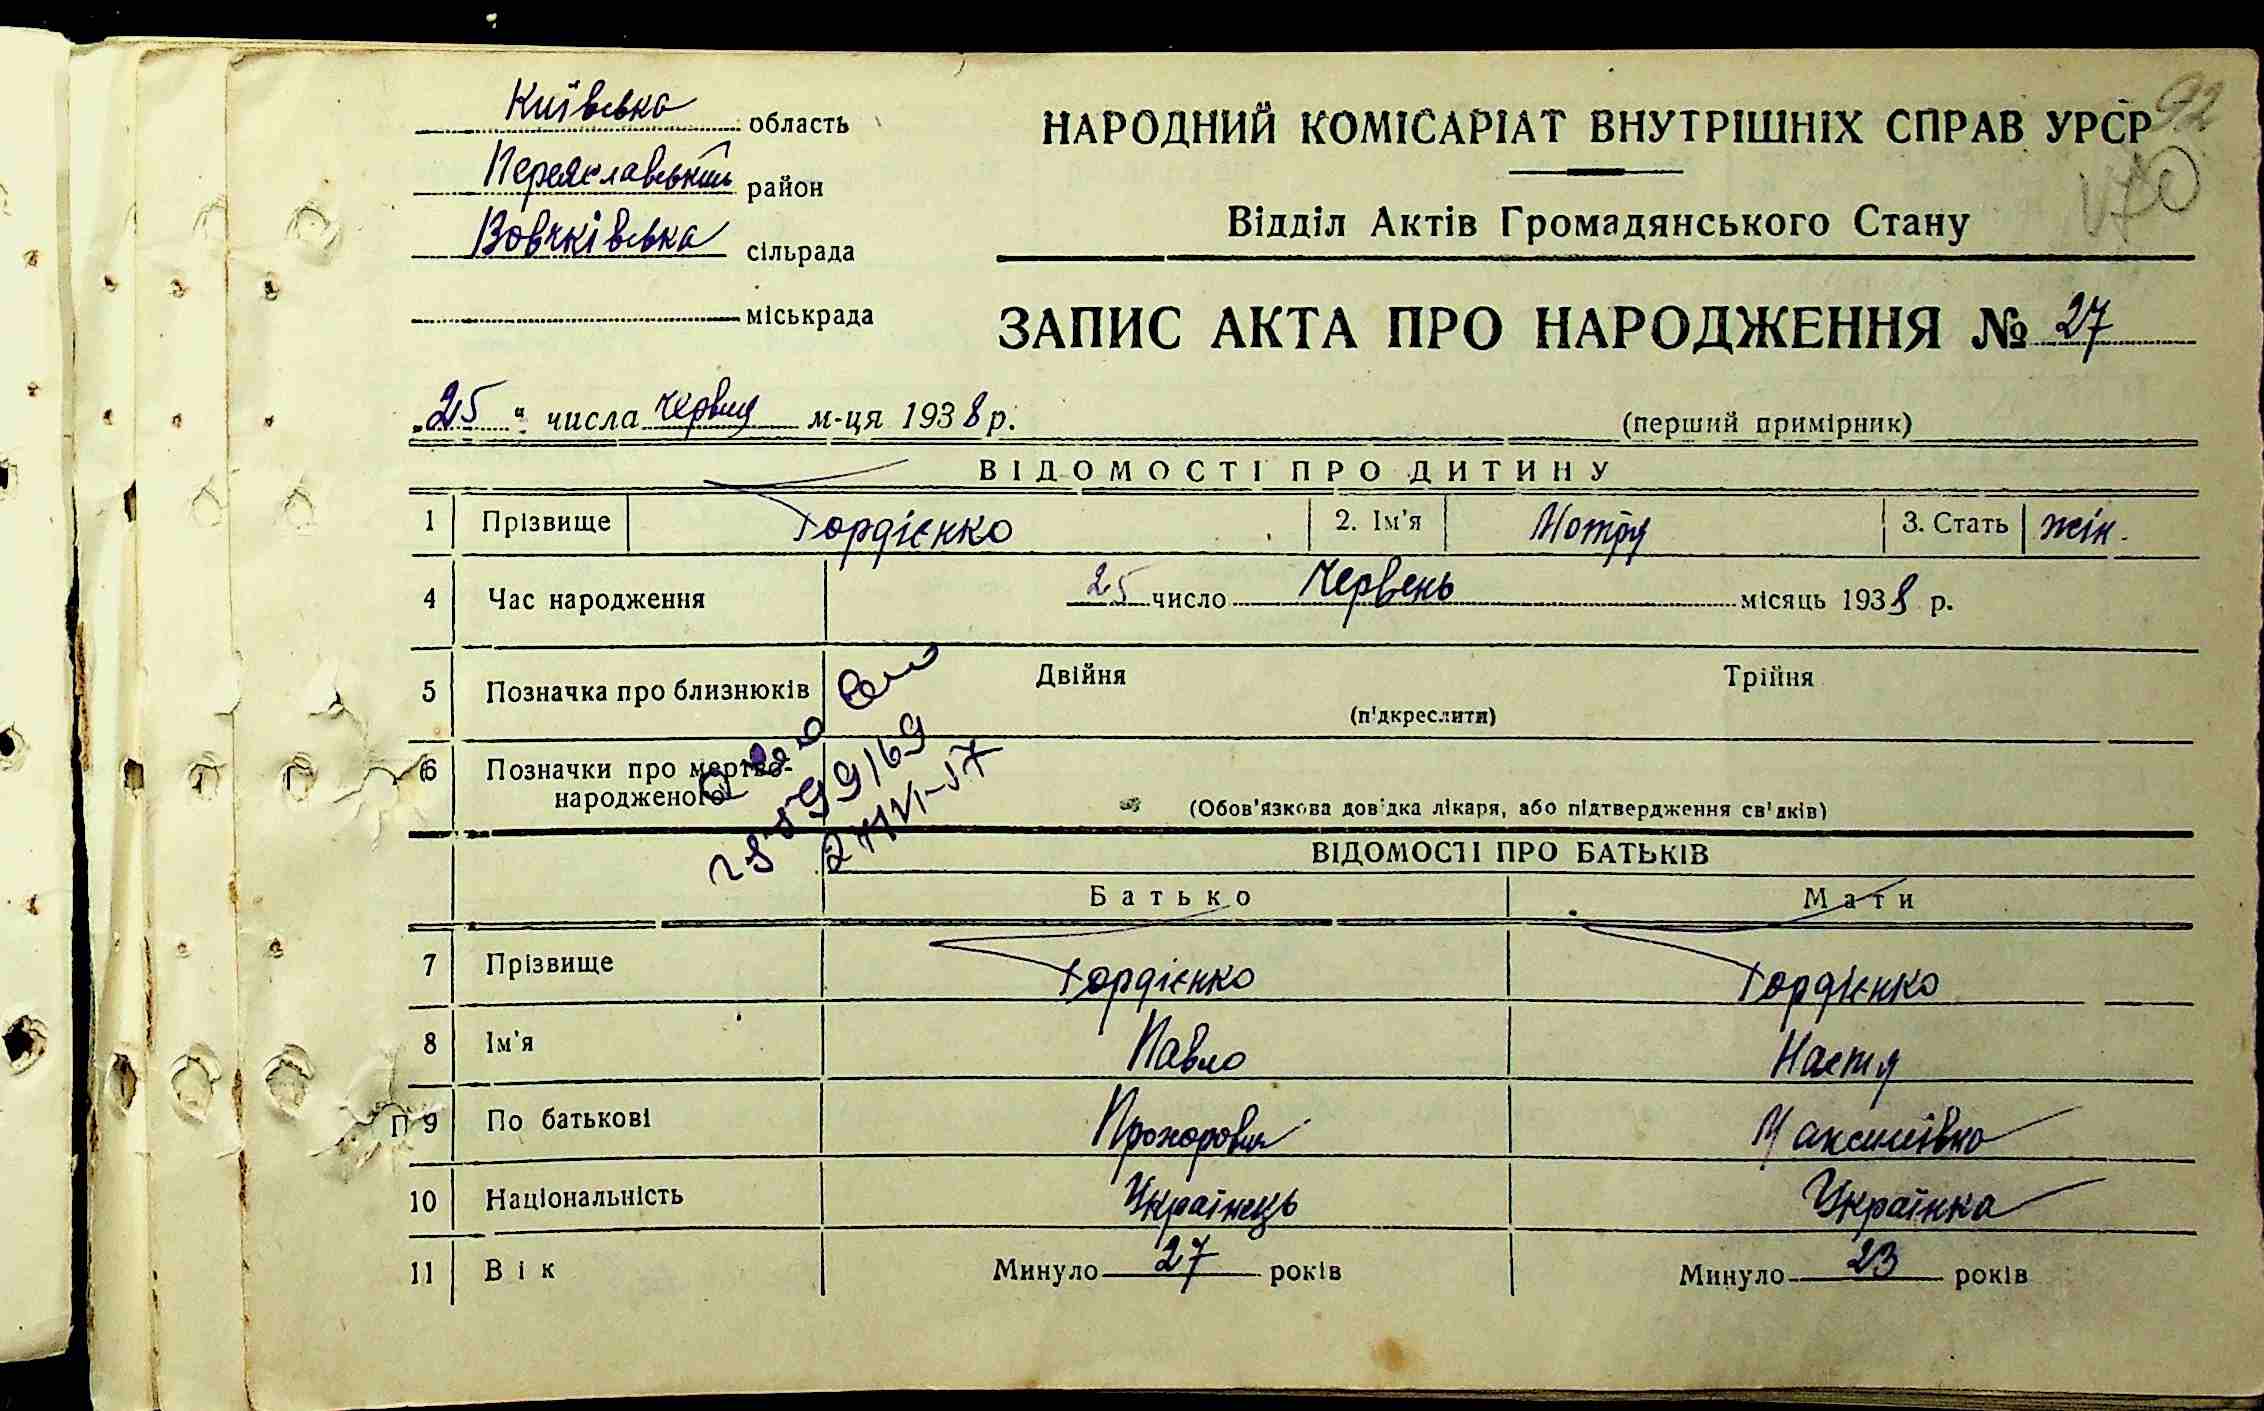 Київська область
Переяславський район
Вовчківська сільрада
міськрада
НАРОДНИЙ КОМІСАРІАТ ВНУТРІШНІХ СПРАВ УРСР
92
Відділ Актів Громадянського Стану
ЗАПИС АКТА ПРО НАРОДЖЕННЯ № 27
„25“ числа червня м-ця 1938 р.
(перший примірник)
ВІДОМОСТІ ПРО ДИТИНУ
1 Прізвище Гордієнко 2. Ім'я Мотря 3. Стать жін.
4 Час народження 25 число Червень місяць 1938 р.
5 Позначка про близнюків Двійня Трійня
(підкреслити)
6 Позначки про мертво-
народженого (Обов'язкова довідка лікаря, або підтвердження свідків)
ВІДОМОСТІ ПРО БАТЬКІВ
Батько Мати
7 Прізвище Гордієнко Гордієнко
8 Ім'я Павло Настя
П 9 По батькові Прохорович Максимівна
10 Національність Українець Українка
11 Вік Минуло 27 років Минуло 23 років